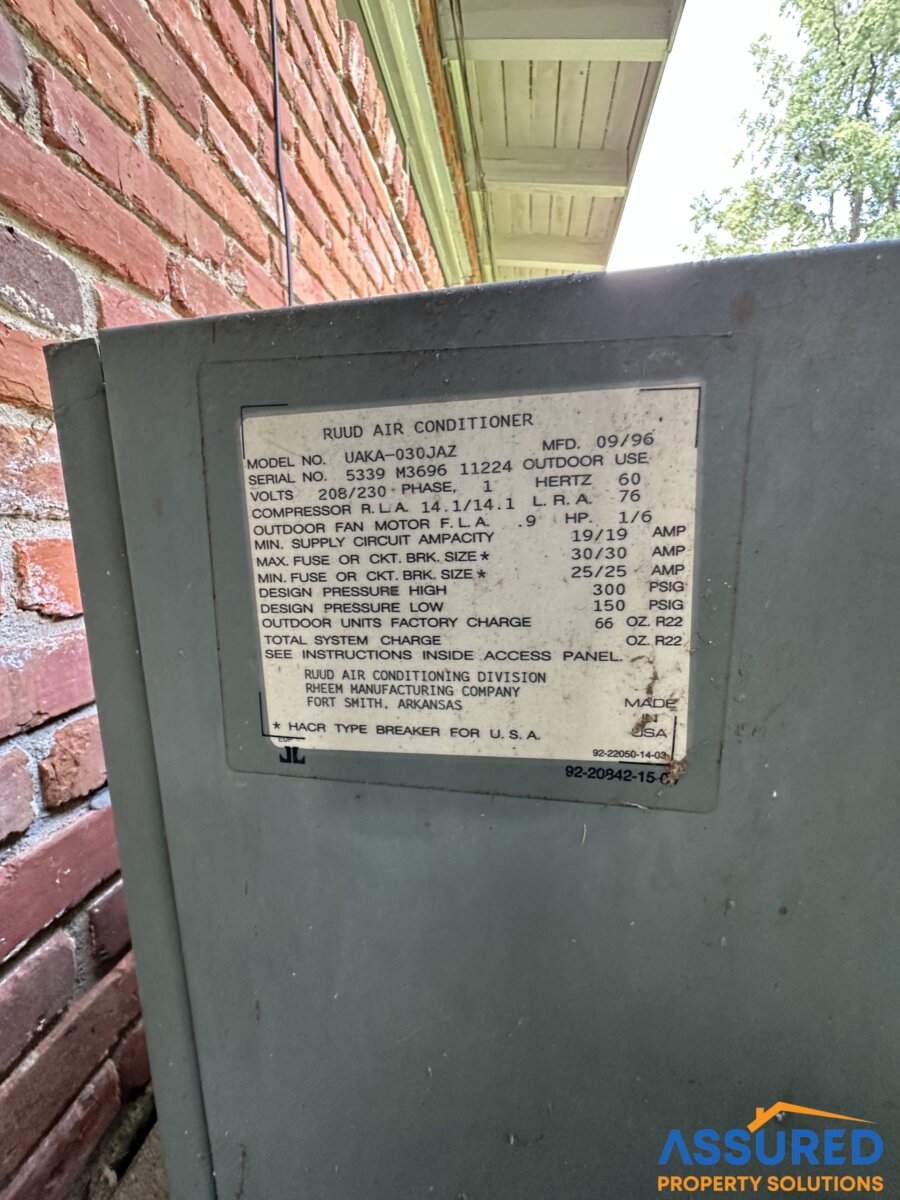 RUUD AIR CONDITIONER
MODEL NO. UAKA-030JAZ MFD. 09/96
SERIAL NO. 5339 M3696 11224 OUTDOOR USE
VOLTS 208/230 PHASE, 1 HERTZ 60
COMPRESSOR R.L.A. 14.1/14.1 L.R.A. 76
OUTDOOR FAN MOTOR F.L.A. .9 HP. 1/6
MIN. SUPPLY CIRCUIT AMPACITY 19/19 AMP
MAX. FUSE OR CKT. BRK. SIZE* 30/30 AMP
MIN. FUSE OR CKT. BRK. SIZE* 25/25 AMP
DESIGN PRESSURE HIGH 300 PSIG
DESIGN PRESSURE LOW 150 PSIG
OUTDOOR UNITS FACTORY CHARGE 66 OZ. R22
TOTAL SYSTEM CHARGE OZ. R22
SEE INSTRUCTIONS INSIDE ACCESS PANEL.
RUUD AIR CONDITIONING DIVISION
RHEEM MANUFACTURING COMPANY
FORT SMITH, ARKANSAS
MADE
IN
USA
* HACR TYPE BREAKER FOR U.S.A.
92-22050-14-03
ASSURED
PROPERTY SOLUTIONS